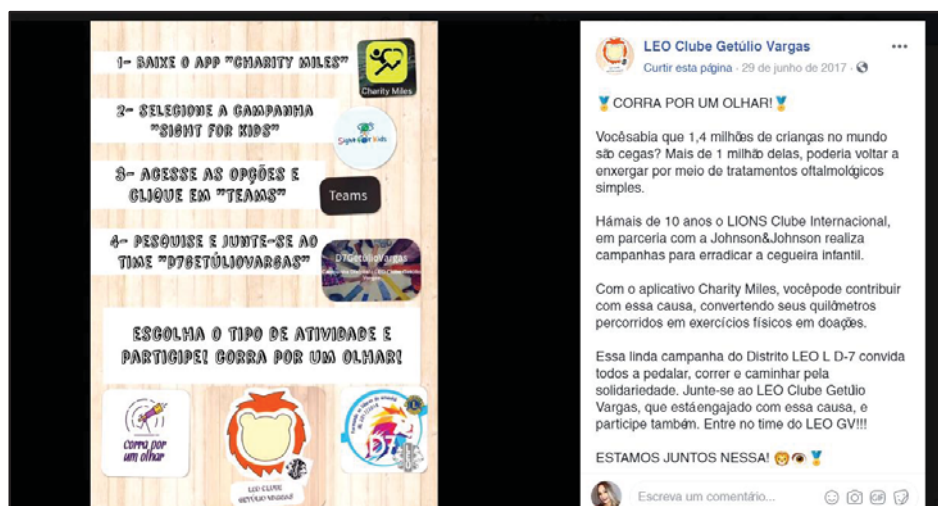 1- BAIXE O APP "CHARITY MILES"
Charity Miles
2- SELECIONE A CAMPANHA
"SIGHT FOR KIDS"
Sight for Kids
3- ACESSE AS OPÇÕES E
CLIQUE EM "TEAMS"
Teams
4- PESQUISE E JUNTE-SE AO
TIME "D7GETÚLIOVARGAS"
D7GetúlioVargas
ESCOLHA O TIPO DE ATIVIDADE E
PARTICIPE! CORRA POR UM OLHAR!
Corra por
um olhar
LEO CLUBE
GETÚLIO VARGAS
D7
LEO Clube Getúlio Vargas
Curtir esta página · 29 de junho de 2017 ·
CORRA POR UM OLHAR!
Vocêsabia que 1,4 milhões de crianças no mundo
são cegas? Mais de 1 milhão delas, poderia voltar a
enxergar por meio de tratamentos oftalmológicos
simples.
Hámais de 10 anos o LIONS Clube Internacional,
em parceria com a Johnson&Johnson realiza
campanhas para erradicar a cegueira infantil.
Com o aplicativo Charity Miles, vocêpode contribuir
com essa causa, convertendo seus quilômetros
percorridos em exercícios físicos em doações.
Essa linda campanha do Distrito LEO L D-7 convida
todos a pedalar, correr e caminhar pela
solidariedade. Junte-se ao LEO Clube Getúlio
Vargas, que estáengajado com essa causa, e
participe também. Entre no time do LEO GV!!!
ESTAMOS JUNTOS NESSA!
Escreva um comentário...
GIF